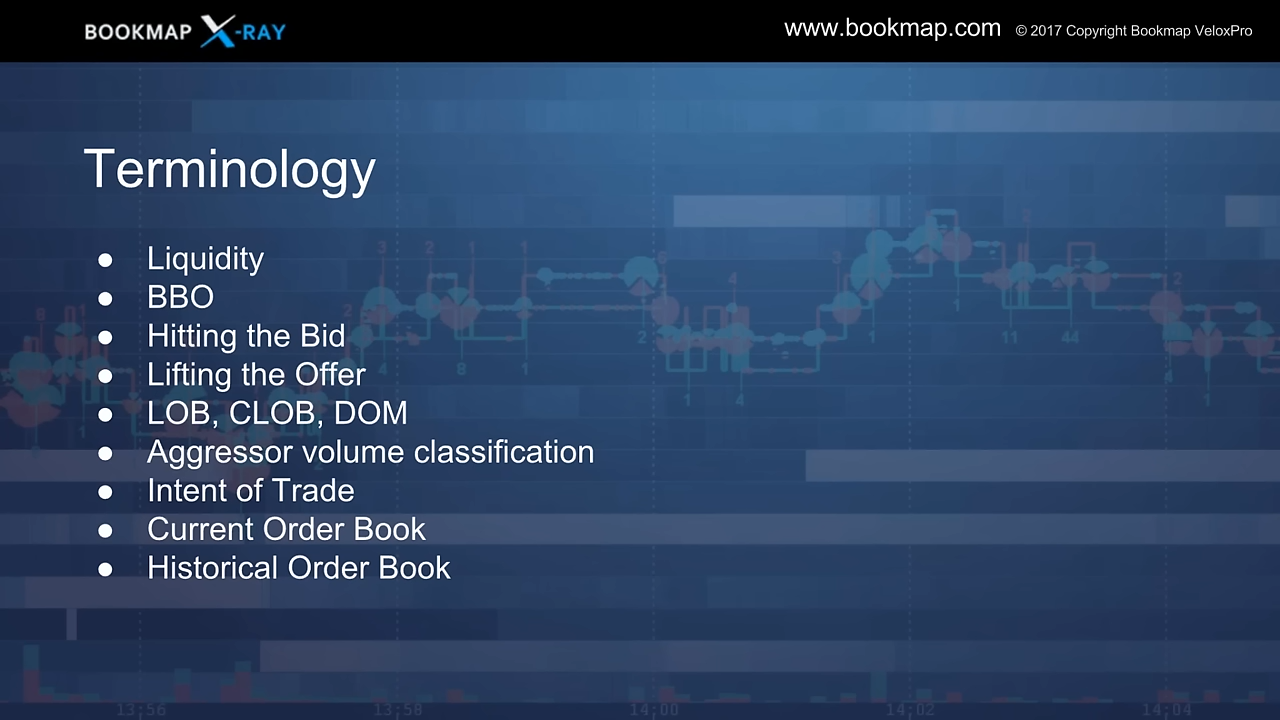 BOOKMAP X-RAY
www.bookmap.com © 2017 Copyright Bookmap VeloxPro
Terminology
● Liquidity
● BBO
● Hitting the Bid
● Lifting the Offer
● LOB, CLOB, DOM
● Aggressor volume classification
● Intent of Trade
● Current Order Book
● Historical Order Book
13:56 13:58 14:00 14:02 14:04